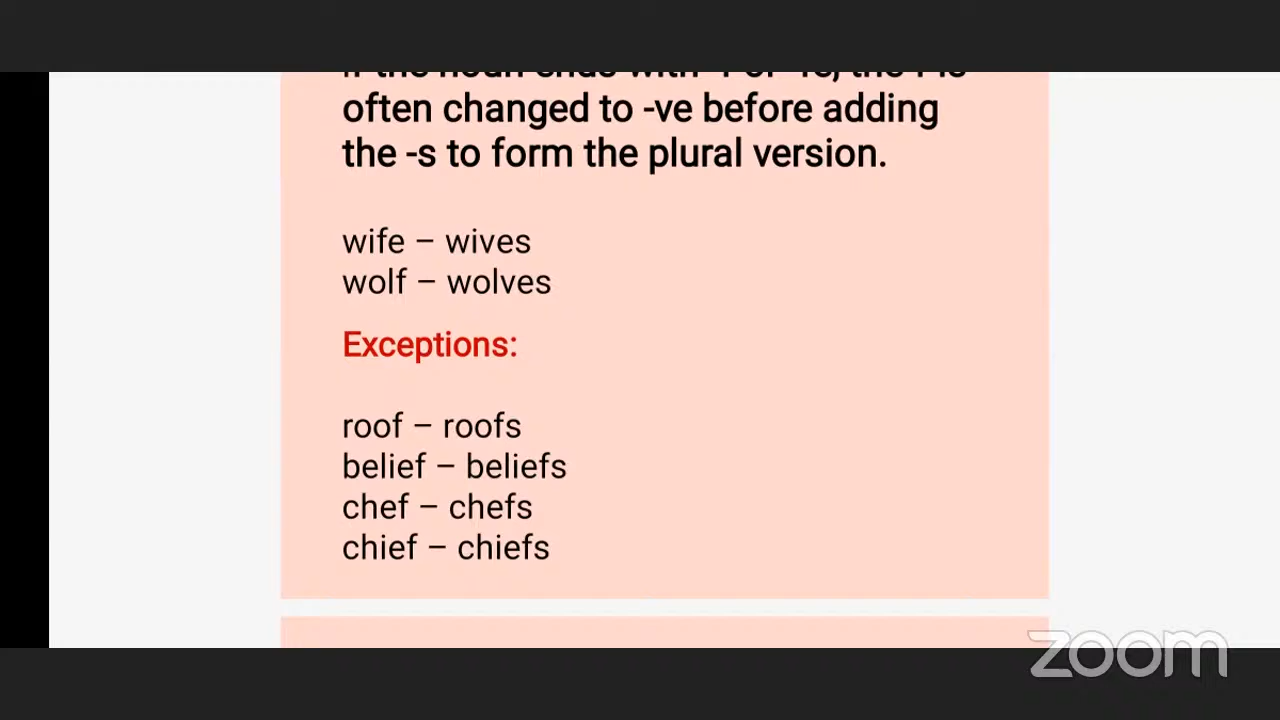 often changed to -ve before adding
the -s to form the plural version.
wife – wives
wolf – wolves
Exceptions:
roof – roofs
belief – beliefs
chef – chefs
chief – chiefs
zoom